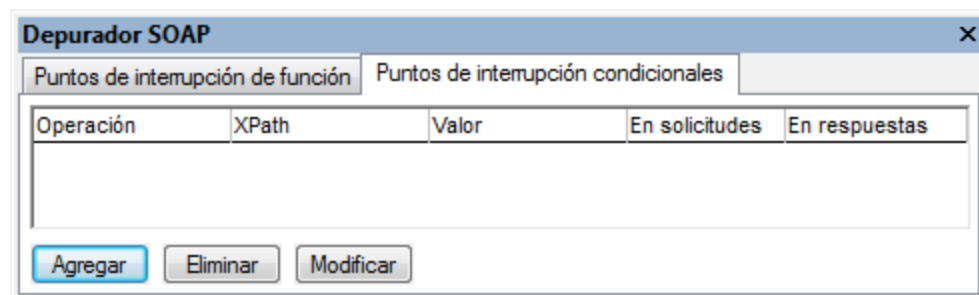 Depurador SOAP
Puntos de interrupción de función Puntos de interrupción condicionales
Operación XPath Valor En solicitudes En respuestas
Agregar Eliminar Modificar